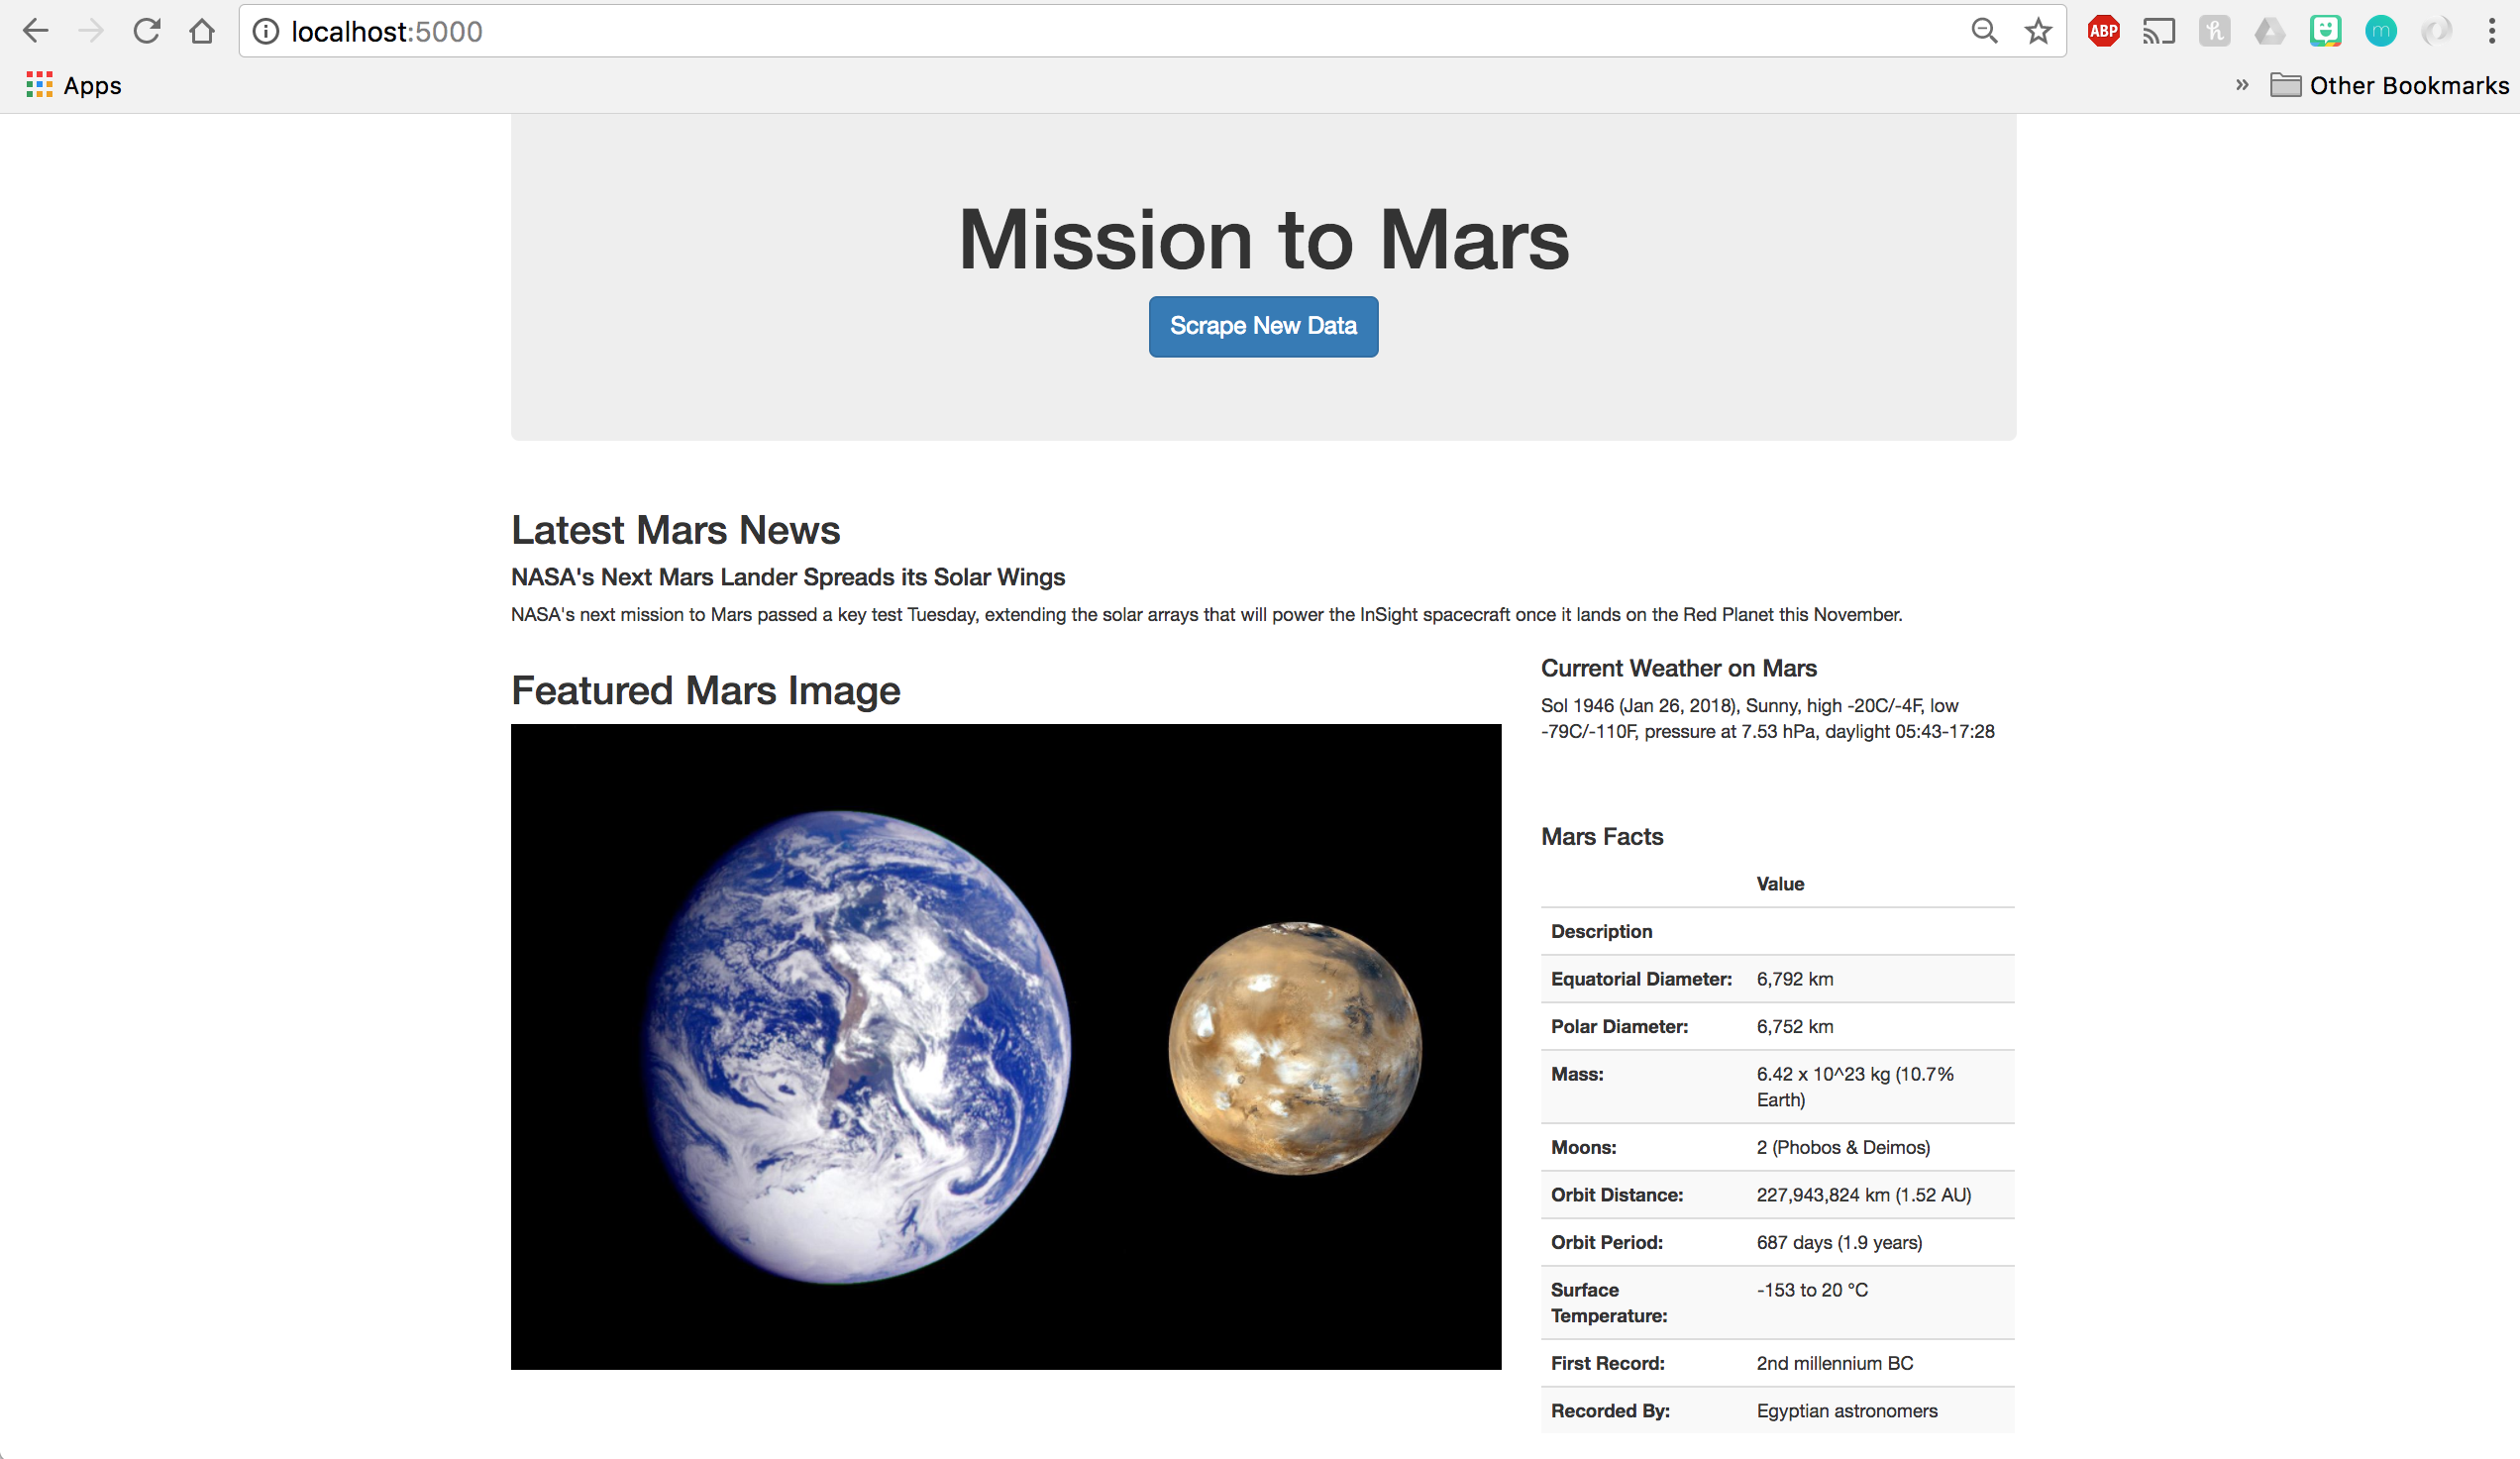 localhost:5000
ABP
m
Apps
» Other Bookmarks
Mission to Mars
Scrape New Data
Latest Mars News
NASA's Next Mars Lander Spreads its Solar Wings
NASA's next mission to Mars passed a key test Tuesday, extending the solar arrays that will power the InSight spacecraft once it lands on the Red Planet this November.
Featured Mars Image
Current Weather on Mars
Sol 1946 (Jan 26, 2018), Sunny, high -20C/-4F, low
-79C/-110F, pressure at 7.53 hPa, daylight 05:43-17:28
Mars Facts
Value
Description
Equatorial Diameter: 6,792 km
Polar Diameter: 6,752 km
Mass: 6.42 x 10^23 kg (10.7%
Earth)
Moons: 2 (Phobos & Deimos)
Orbit Distance: 227,943,824 km (1.52 AU)
Orbit Period: 687 days (1.9 years)
Surface -153 to 20 °C
Temperature:
First Record: 2nd millennium BC
Recorded By: Egyptian astronomers